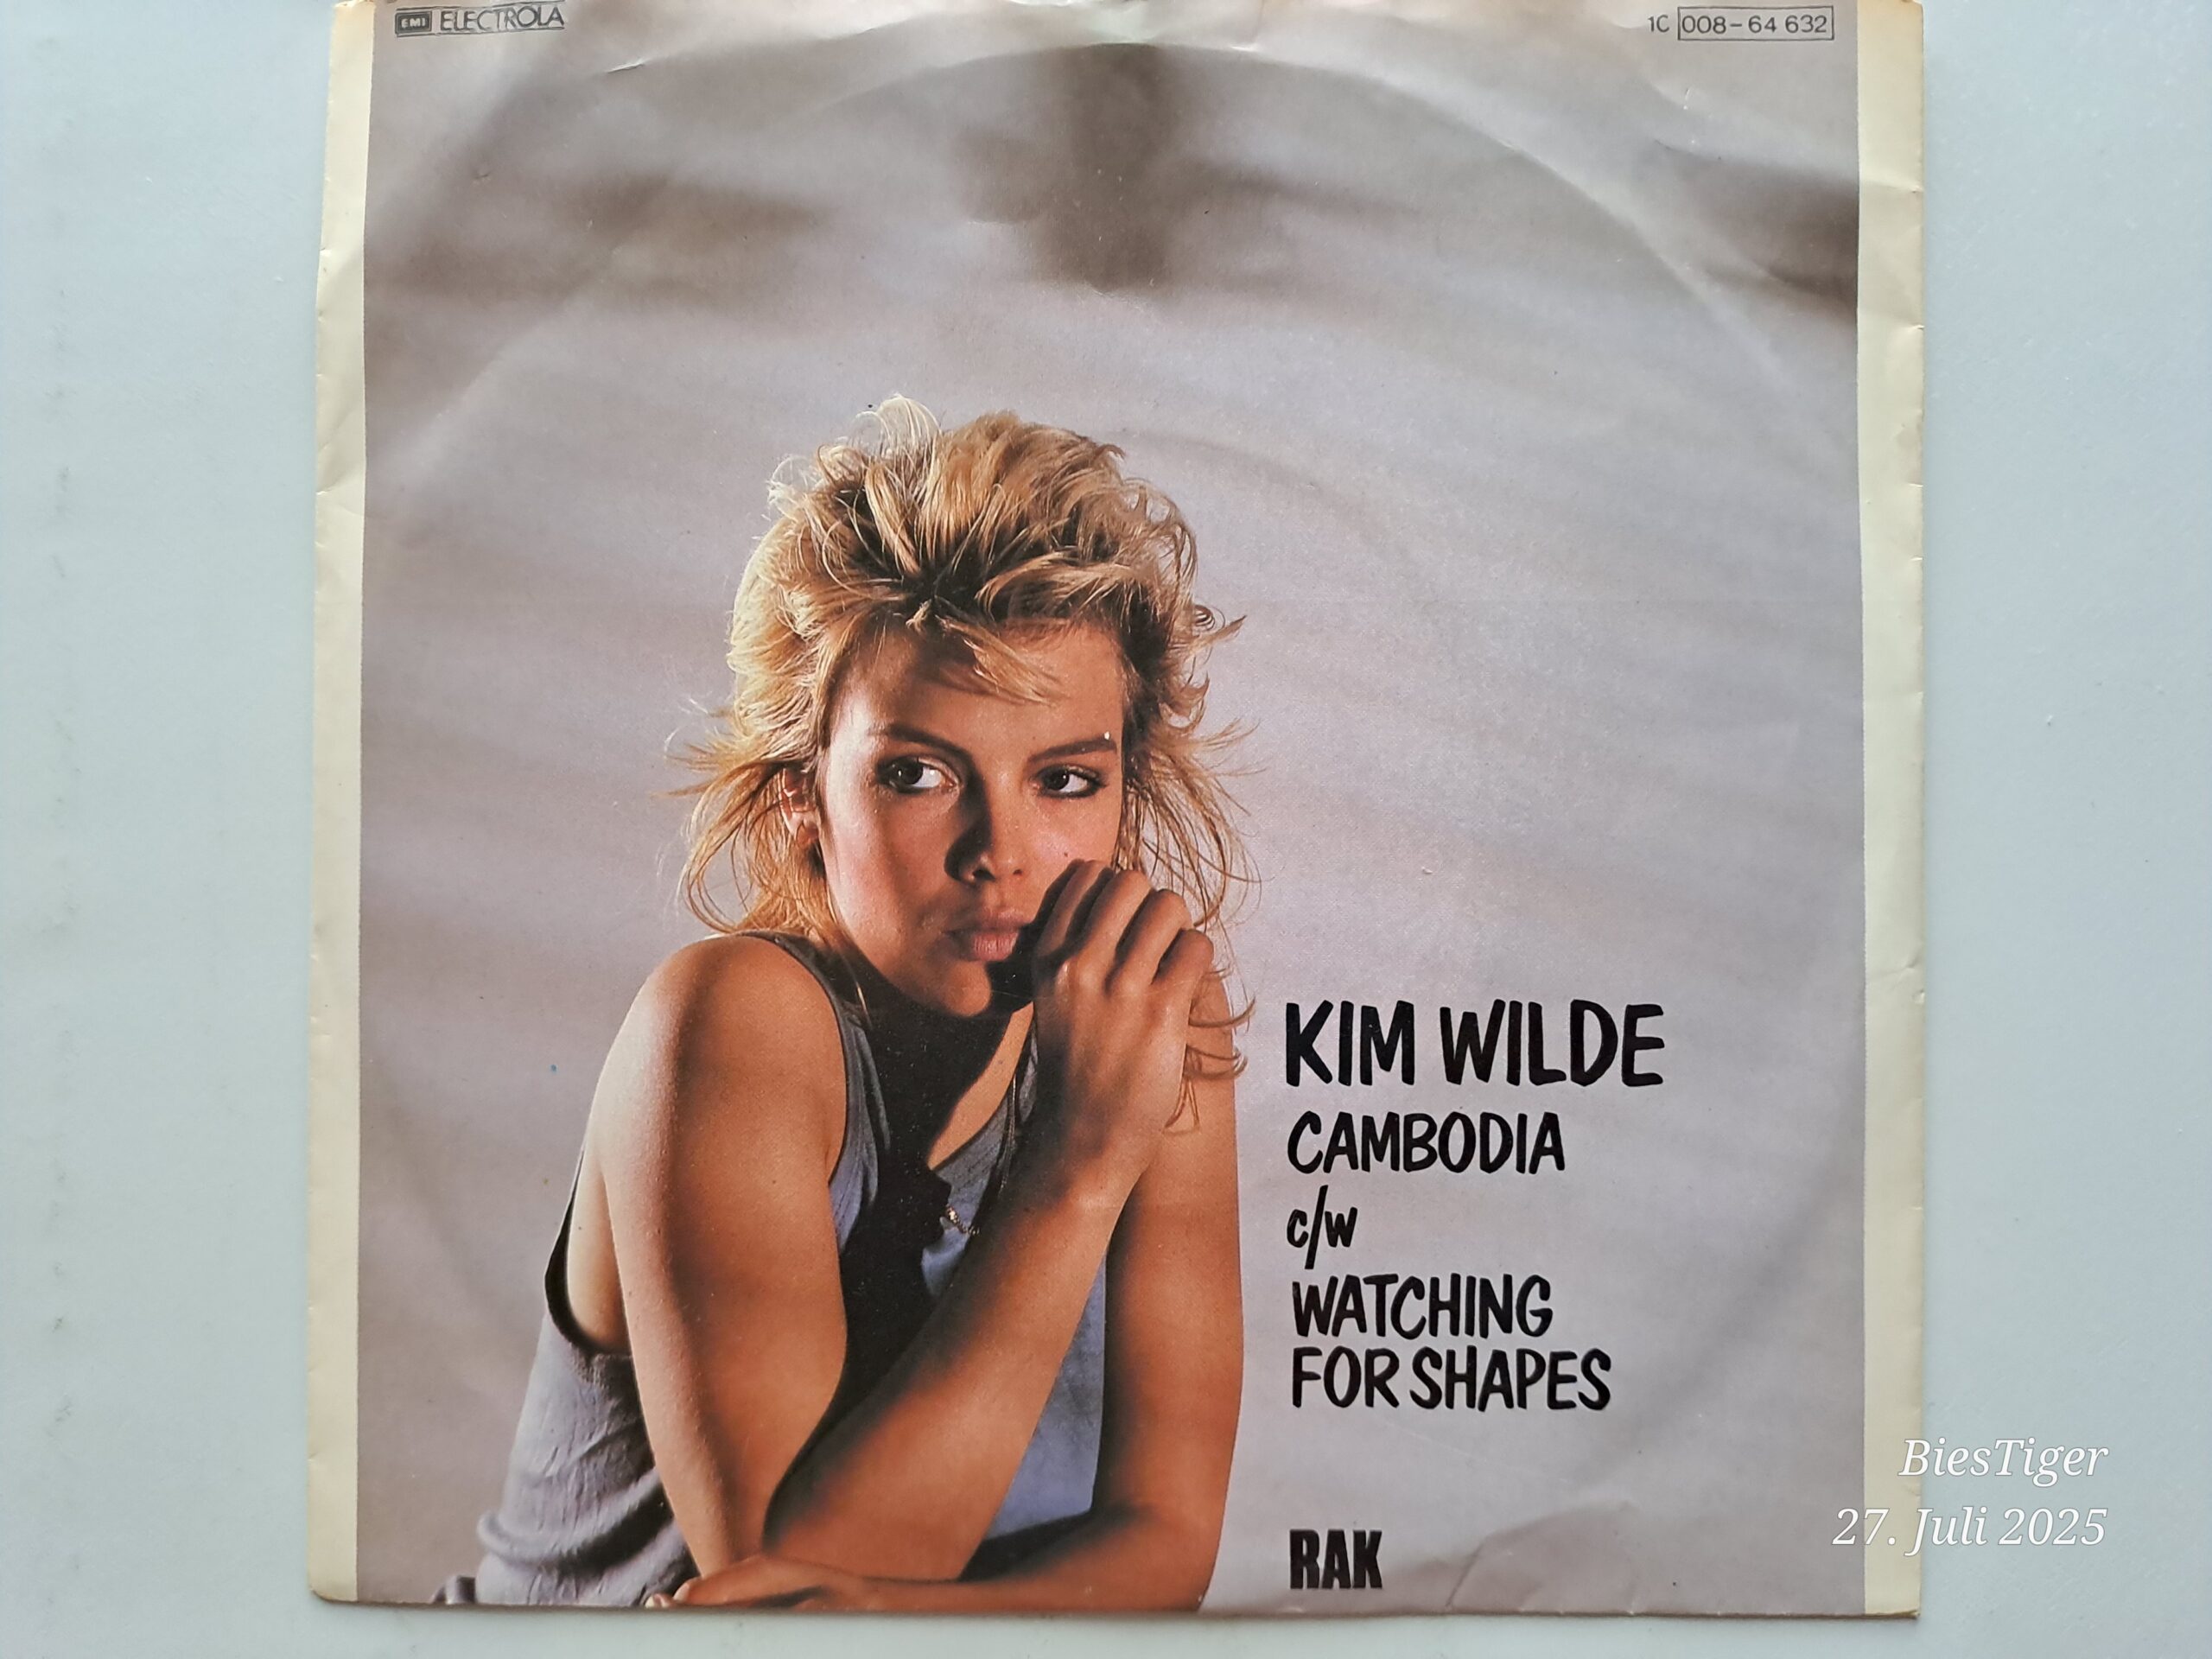 EMI ELECTROLA
1C 008-64 632
KIM WILDE
CAMBODIA
c/w
WATCHING
FOR SHAPES
RAK
BiesTiger
27. Juli 2025